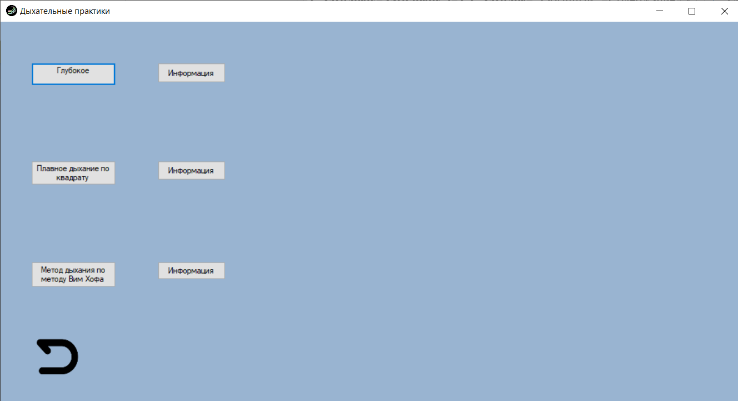 Дыхательные практики
Глубокое
Информация
Плавное дыхание по
квадрату
Информация
Метод дыхания по
методу Вим Хофа
Информация